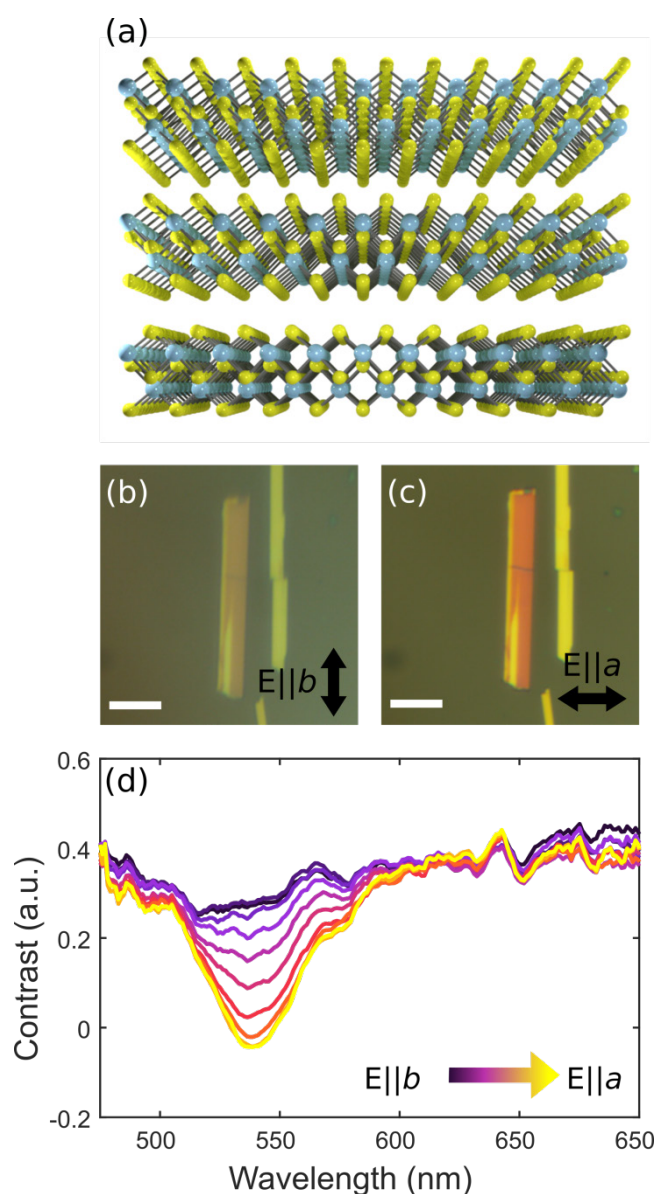 (a)
(b)
E||b
(c)
E||a
(d)
0.6
0.4
0.2
0
-0.2
Contrast (a.u.)
E||b E||a
500 550 600 650 650
Wavelength (nm)